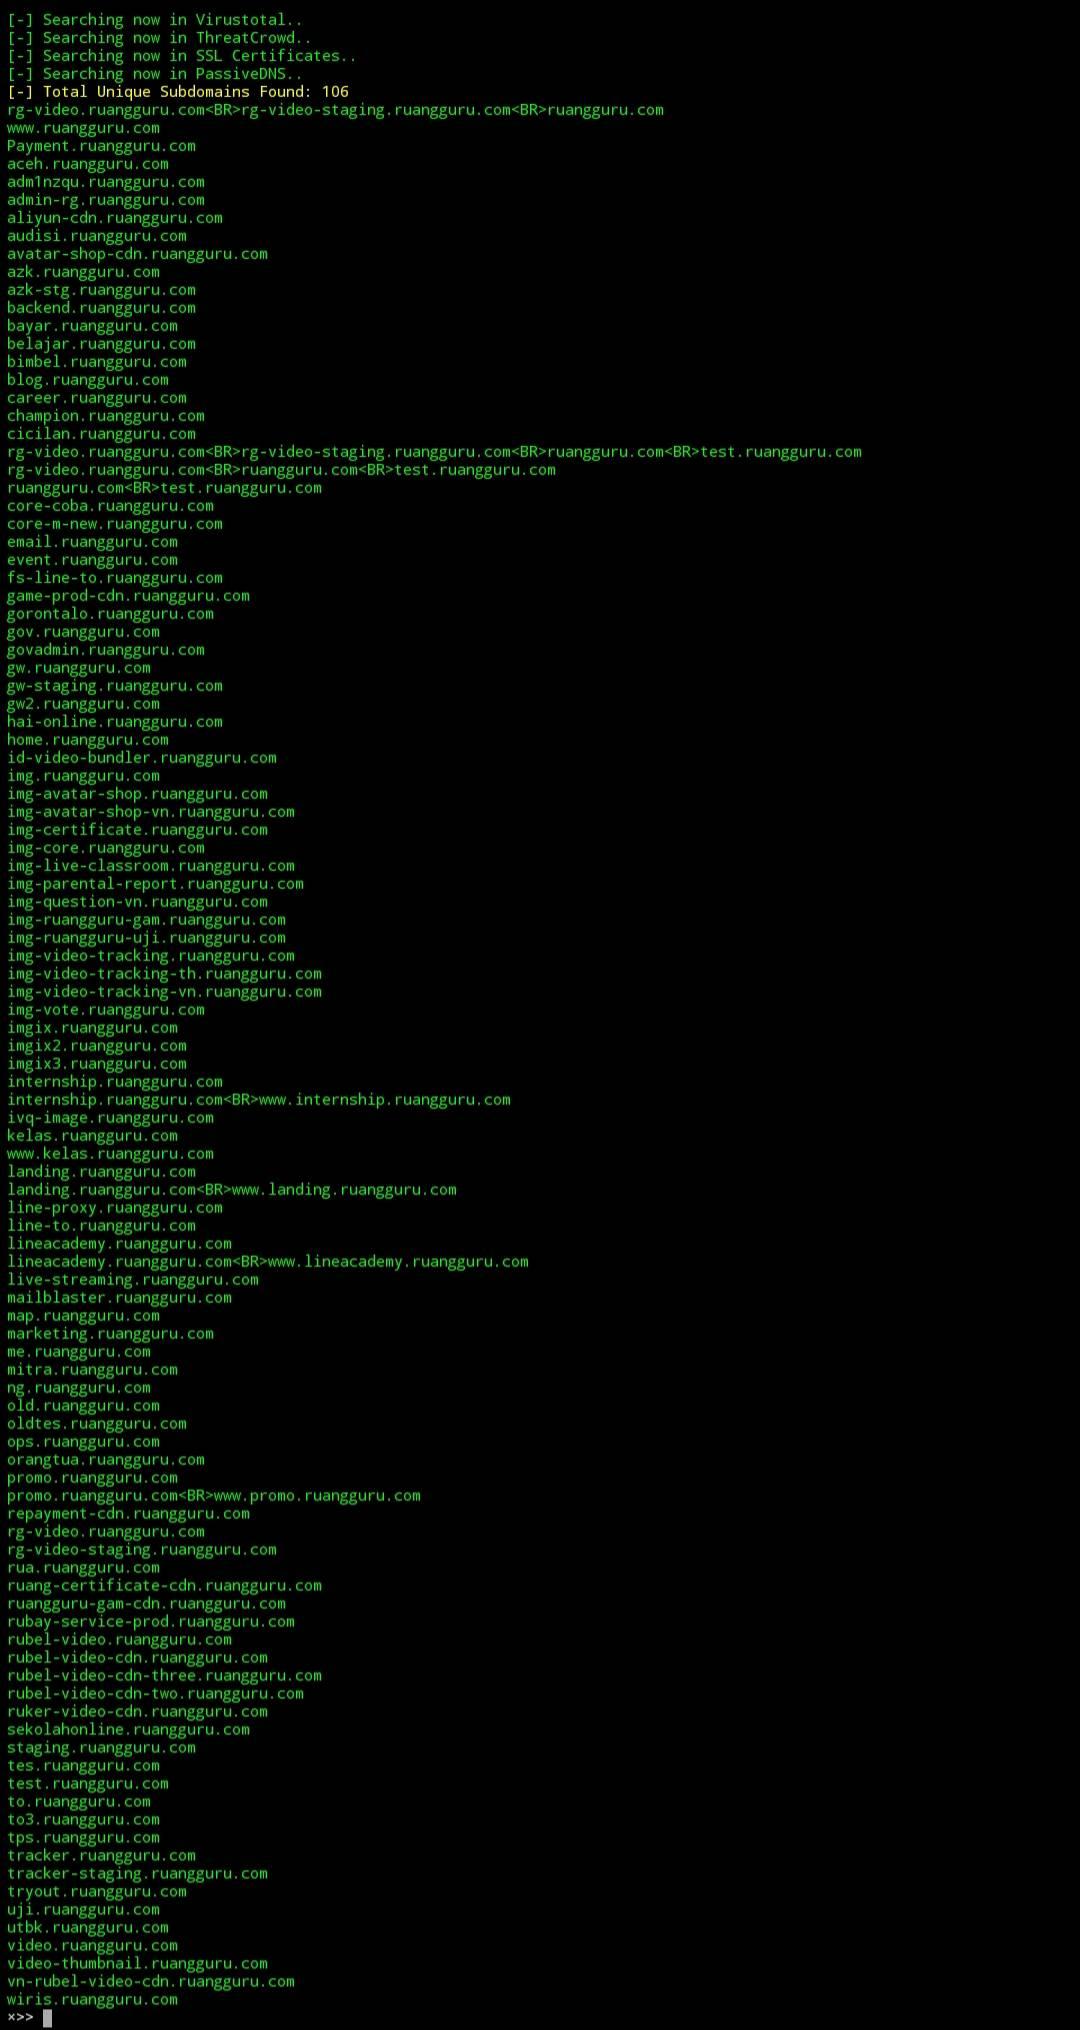 [-] Searching now in Virustotal..
[-] Searching now in ThreatCrowd..
[-] Searching now in SSL Certificates..
[-] Searching now in PassiveDNS..
[-] Total Unique Subdomains Found: 106
rg-video.ruangguru.com<BR>rg-video-staging.ruangguru.com<BR>ruangguru.com
www.ruangguru.com
Payment.ruangguru.com
aceh.ruangguru.com
adm1nzqu.ruangguru.com
admin-rg.ruangguru.com
aliyun-cdn.ruangguru.com
audisi.ruangguru.com
avatar-shop-cdn.ruangguru.com
azk.ruangguru.com
azk-stg.ruangguru.com
backend.ruangguru.com
bayar.ruangguru.com
belajar.ruangguru.com
bimbel.ruangguru.com
blog.ruangguru.com
career.ruangguru.com
champion.ruangguru.com
cicilan.ruangguru.com
rg-video.ruangguru.com<BR>rg-video-staging.ruangguru.com<BR>ruangguru.com<BR>test.ruangguru.com
rg-video.ruangguru.com<BR>ruangguru.com<BR>test.ruangguru.com
ruangguru.com<BR>test.ruangguru.com
core-coba.ruangguru.com
core-m-new.ruangguru.com
email.ruangguru.com
event.ruangguru.com
fs-line-to.ruangguru.com
game-prod-cdn.ruangguru.com
gorontalo.ruangguru.com
gov.ruangguru.com
govadmin.ruangguru.com
gw.ruangguru.com
gw-staging.ruangguru.com
gw2.ruangguru.com
hai-online.ruangguru.com
home.ruangguru.com
id-video-bundler.ruangguru.com
img.ruangguru.com
img-avatar-shop.ruangguru.com
img-avatar-shop-vn.ruangguru.com
img-certificate.ruangguru.com
img-core.ruangguru.com
img-live-classroom.ruangguru.com
img-parental-report.ruangguru.com
img-question-vn.ruangguru.com
img-ruangguru-gam.ruangguru.com
img-ruangguru-uji.ruangguru.com
img-video-tracking.ruangguru.com
img-video-tracking-th.ruangguru.com
img-video-tracking-vn.ruangguru.com
img-vote.ruangguru.com
imgix.ruangguru.com
imgix2.ruangguru.com
imgix3.ruangguru.com
internship.ruangguru.com
internship.ruangguru.com<BR>www.internship.ruangguru.com
ivq-image.ruangguru.com
kelas.ruangguru.com
www.kelas.ruangguru.com
landing.ruangguru.com
landing.ruangguru.com<BR>www.landing.ruangguru.com
line-proxy.ruangguru.com
line-to.ruangguru.com
lineacademy.ruangguru.com
lineacademy.ruangguru.com<BR>www.lineacademy.ruangguru.com
live-streaming.ruangguru.com
mailblaster.ruangguru.com
map.ruangguru.com
marketing.ruangguru.com
me.ruangguru.com
mitra.ruangguru.com
ng.ruangguru.com
old.ruangguru.com
oldtes.ruangguru.com
ops.ruangguru.com
orangtua.ruangguru.com
promo.ruangguru.com
promo.ruangguru.com<BR>www.promo.ruangguru.com
repayment-cdn.ruangguru.com
rg-video.ruangguru.com
rg-video-staging.ruangguru.com
rua.ruangguru.com
ruang-certificate-cdn.ruangguru.com
ruangguru-gam-cdn.ruangguru.com
rubay-service-prod.ruangguru.com
rubel-video.ruangguru.com
rubel-video-cdn.ruangguru.com
rubel-video-cdn-three.ruangguru.com
rubel-video-cdn-two.ruangguru.com
ruker-video-cdn.ruangguru.com
sekolahonline.ruangguru.com
staging.ruangguru.com
tes.ruangguru.com
test.ruangguru.com
to.ruangguru.com
to3.ruangguru.com
tps.ruangguru.com
tracker.ruangguru.com
tracker-staging.ruangguru.com
tryout.ruangguru.com
uji.ruangguru.com
utbk.ruangguru.com
video.ruangguru.com
video-thumbnail.ruangguru.com
vn-rubel-video-cdn.ruangguru.com
wiris.ruangguru.com
×>>